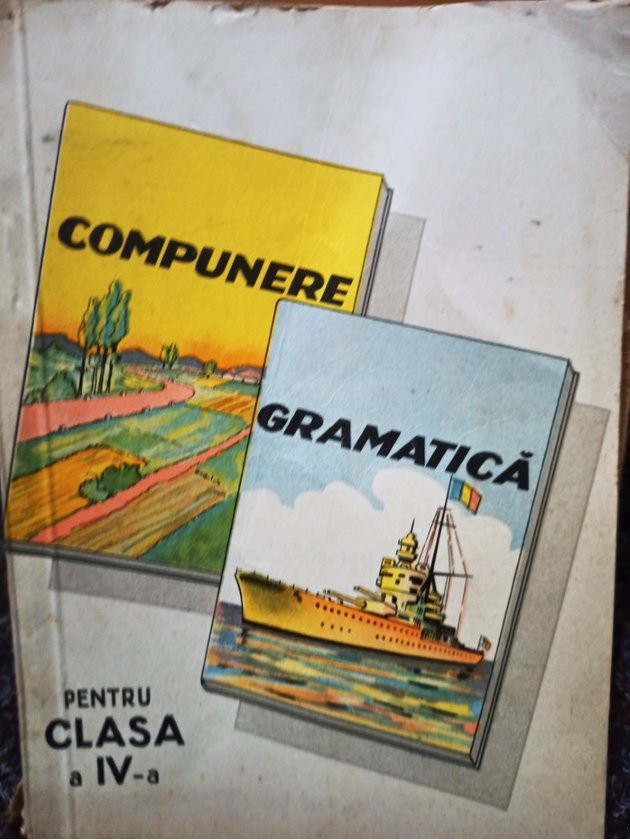 COMPUNERE
GRAMATICĂ
PENTRU
CLASA
a IV-a